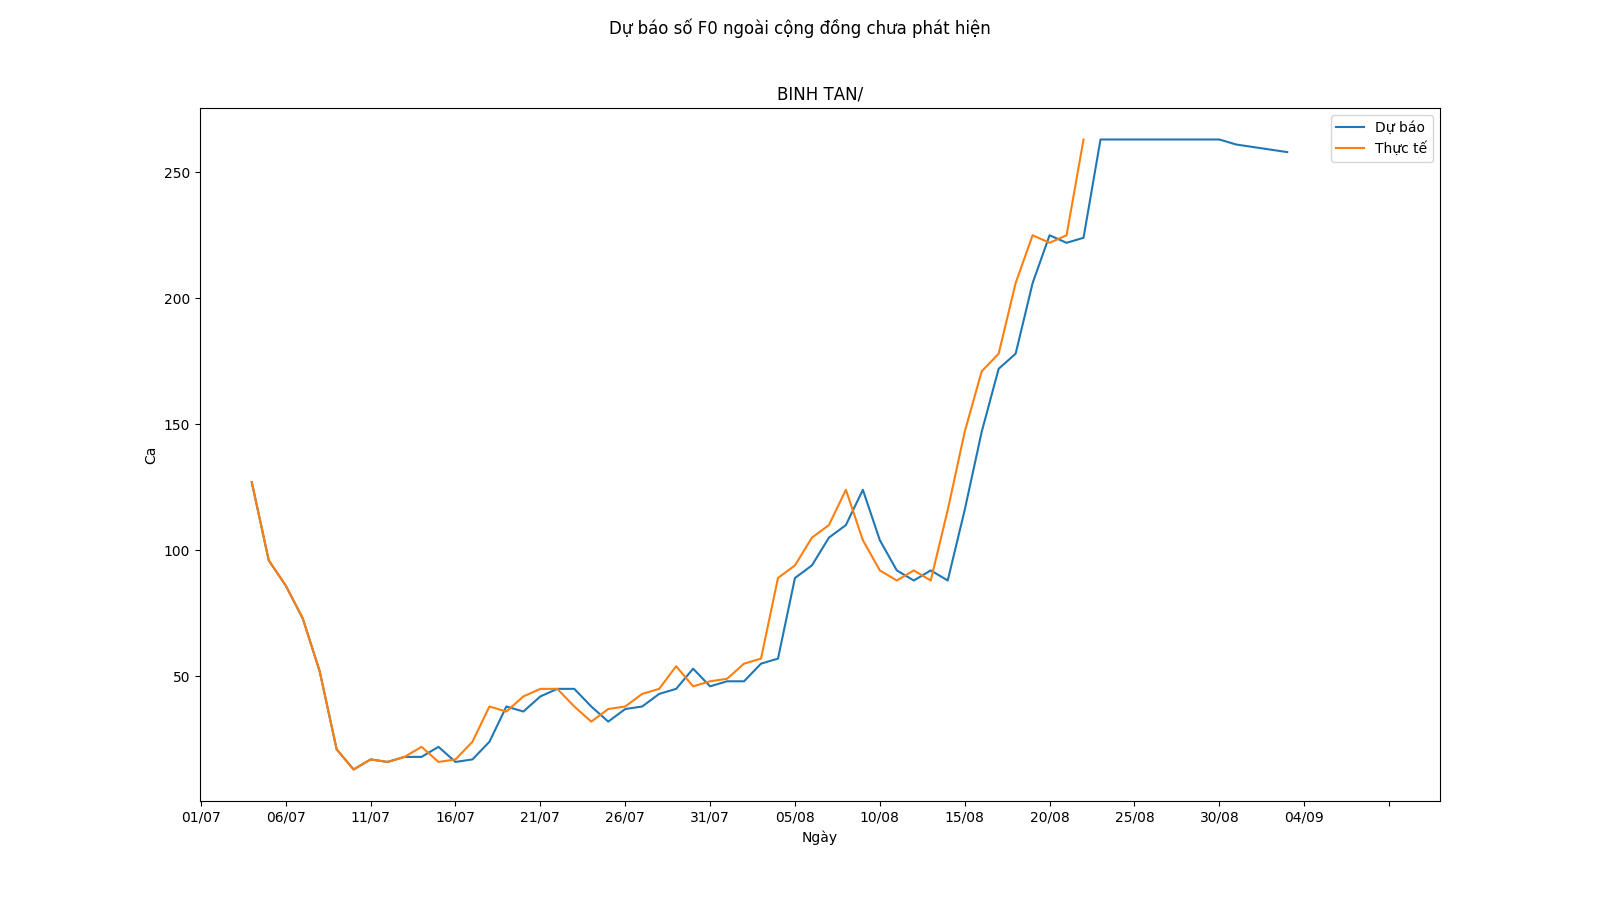 Dự báo số F0 ngoài cộng đồng chưa phát hiện
BINH TAN/
Dự báo
Thực tế
250
200
150
100
50
Ca
01/07 06/07 11/07 16/07 21/07 26/07 31/07 05/08 10/08 15/08 20/08 25/08 30/08 04/09
Ngày